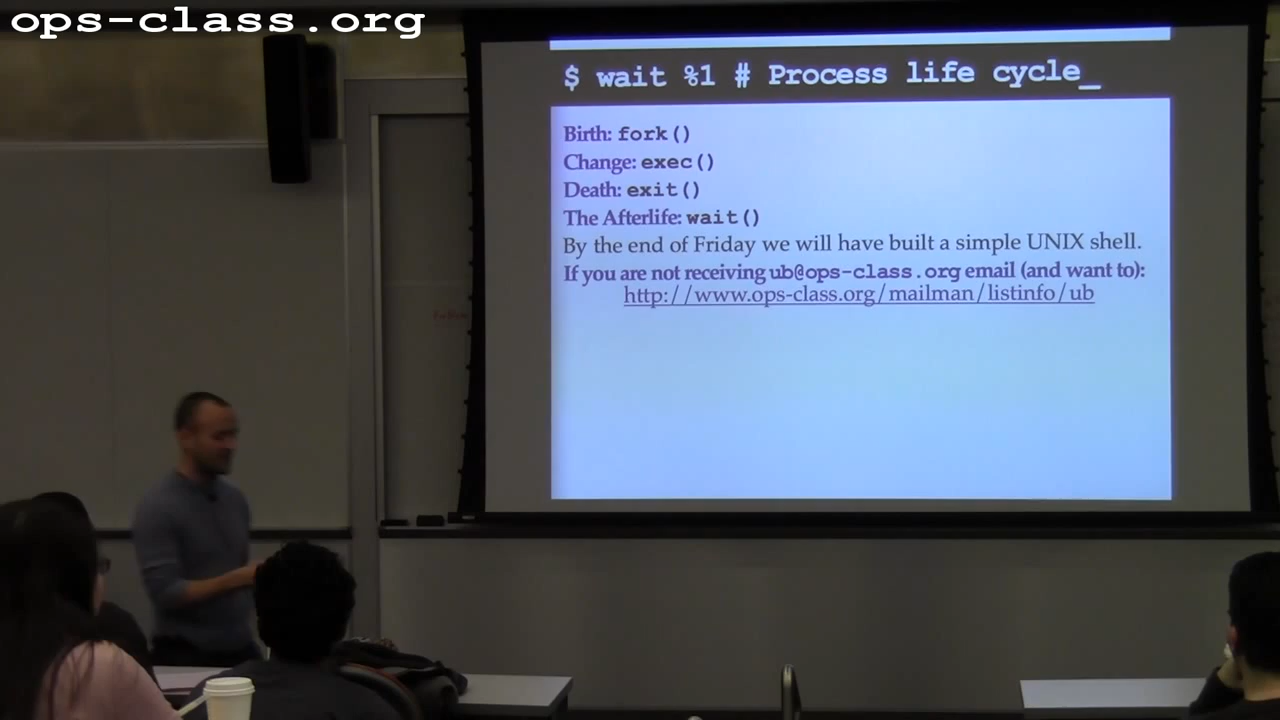 ops-class.org
$ wait %1 # Process life cycle_
Birth: fork()
Change: exec()
Death: exit()
The Afterlife: wait()
By the end of Friday we will have built a simple UNIX shell.
If you are not receiving ub@ops-class.org email (and want to):
http://www.ops-class.org/mailman/listinfo/ub